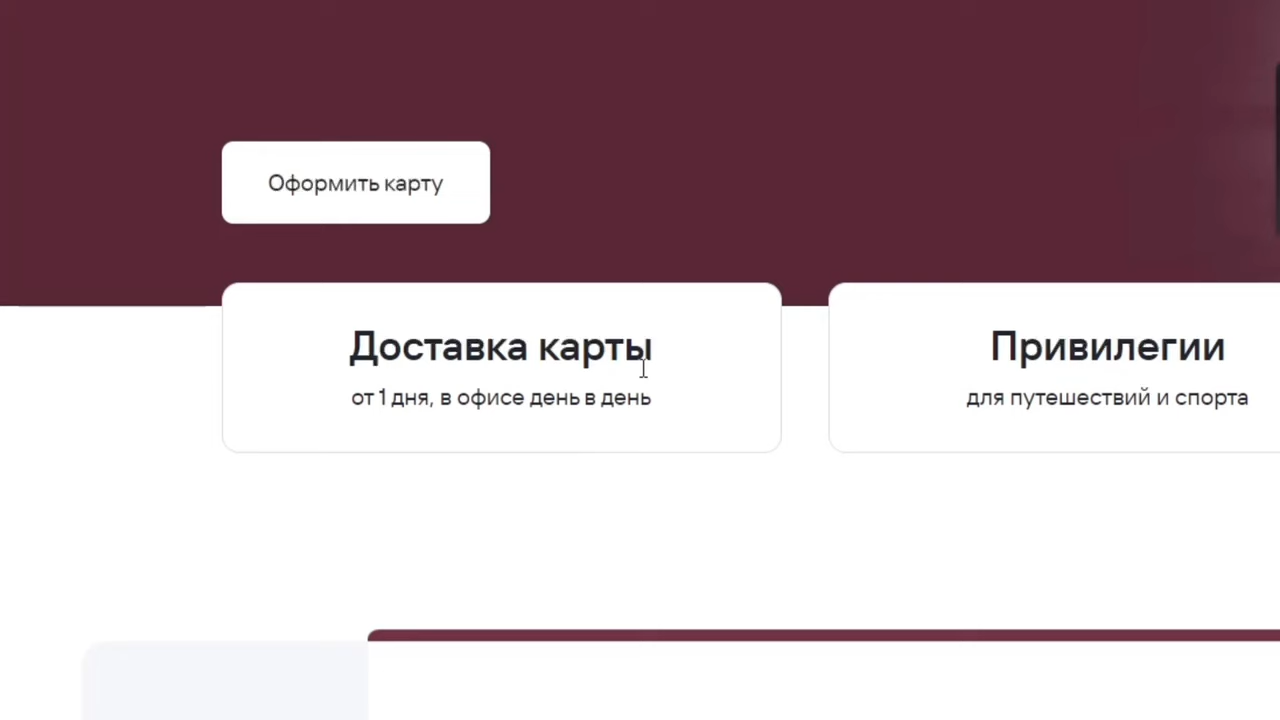 Оформить карту
Доставка карты
от 1 дня, в офисе день в день
Привилегии
для путешествий и спорта